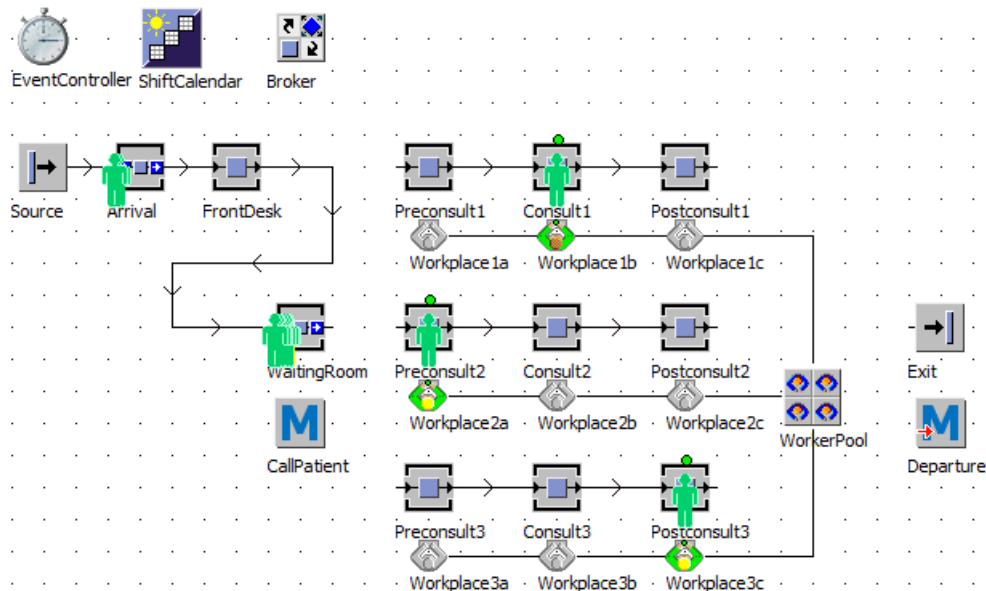 EventController ShiftCalendar Broker
Source Arrival FrontDesk Preconsult1 Consult1 Postconsult1
Workplace1a Workplace1b Workplace1c
WaitingRoom Preconsult2 Consult2 Postconsult2 Exit
Workplace2a Workplace2b Workplace2c
M M
WorkerPool
CallPatient Departure
Preconsult3 Consult3 Postconsult3
Workplace3a Workplace3b Workplace3c